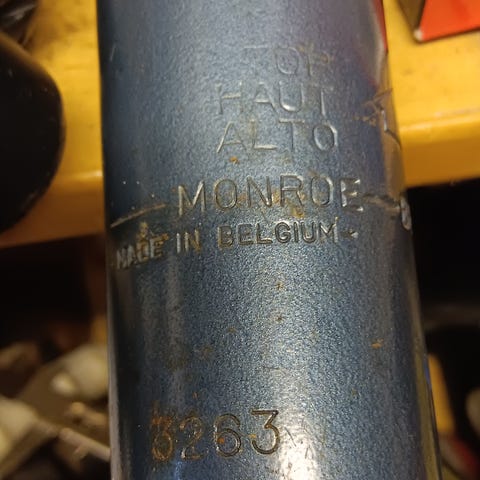 TOP
HAUT
ALTO
MONROE
MADE IN BELGIUM
3263